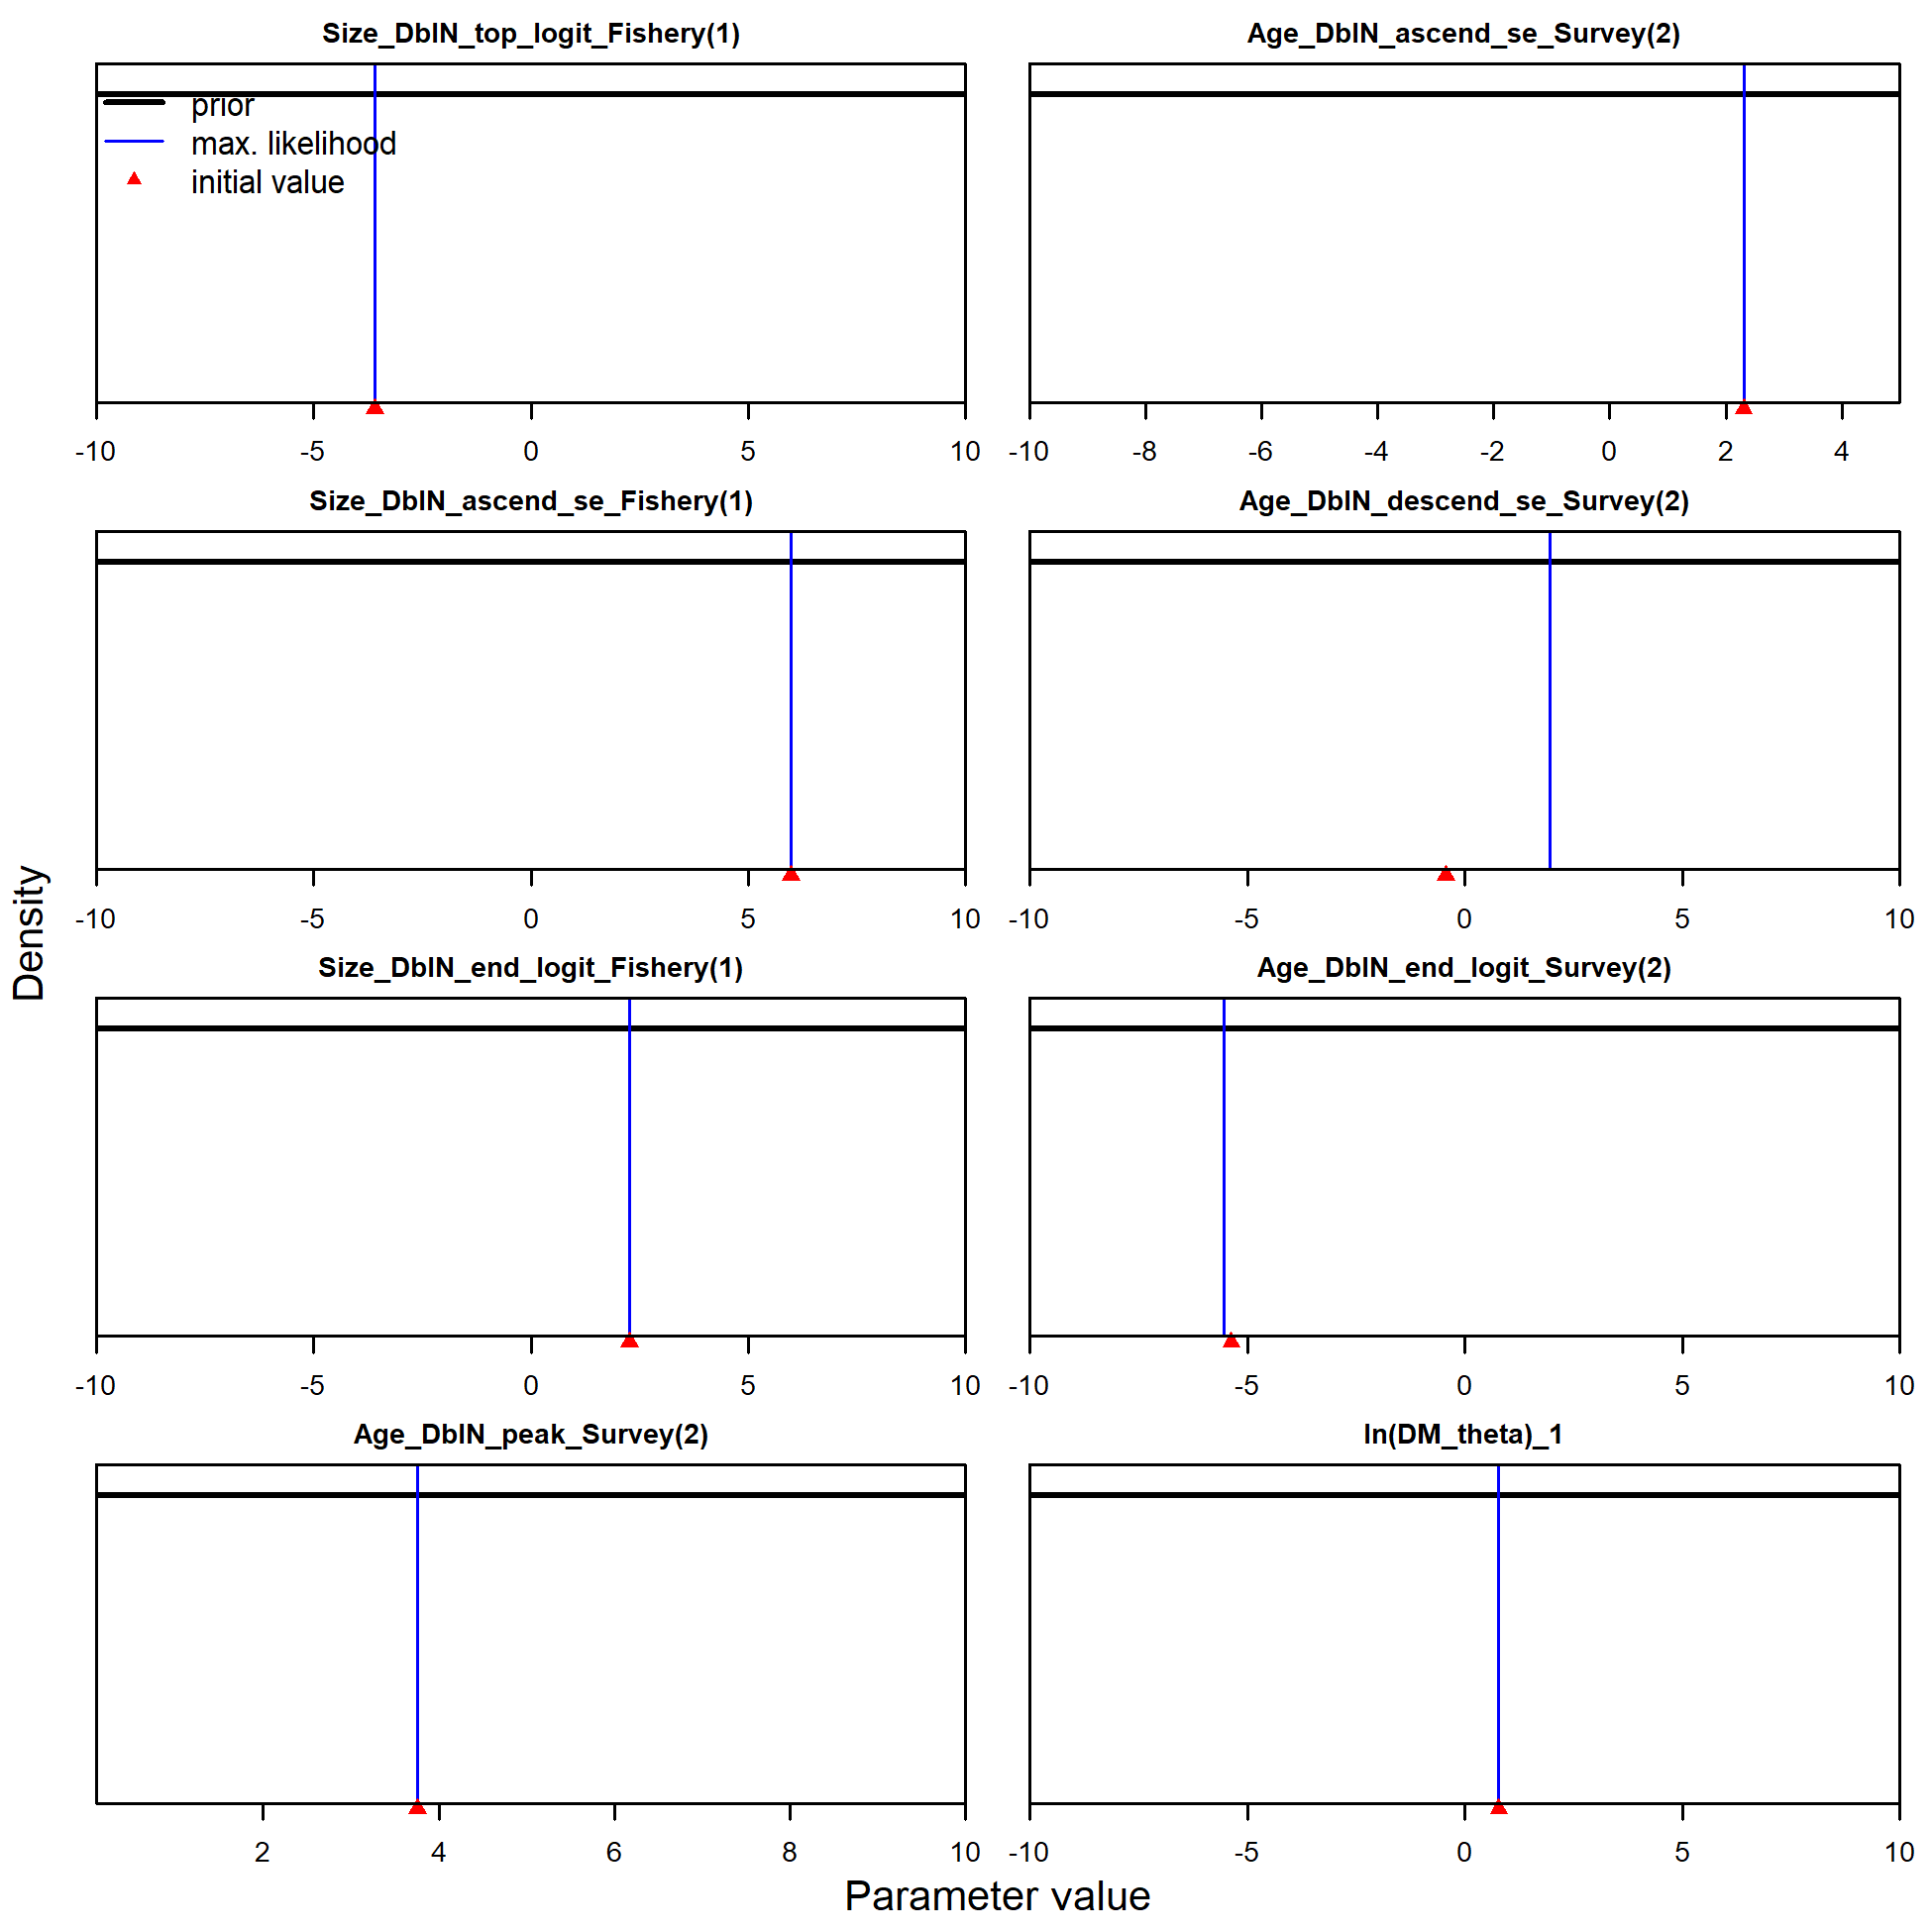 Size_DblN_top_logit_Fishery(1)
prior
max. likelihood
initial value
-10 -5 0 5 10
Age_DblN_ascend_se_Survey(2)
-10 -8 -6 -4 -2 0 2 4
Size_DblN_ascend_se_Fishery(1)
-10 -5 0 5 10
Age_DblN_descend_se_Survey(2)
-10 -5 0 5 10
Size_DblN_end_logit_Fishery(1)
-10 -5 0 5 10
Age_DblN_end_logit_Survey(2)
-10 -5 0 5 10
Age_DblN_peak_Survey(2)
2 4 6 8 10
ln(DM_theta)_1
-10 -5 0 5 10
Density
Parameter value